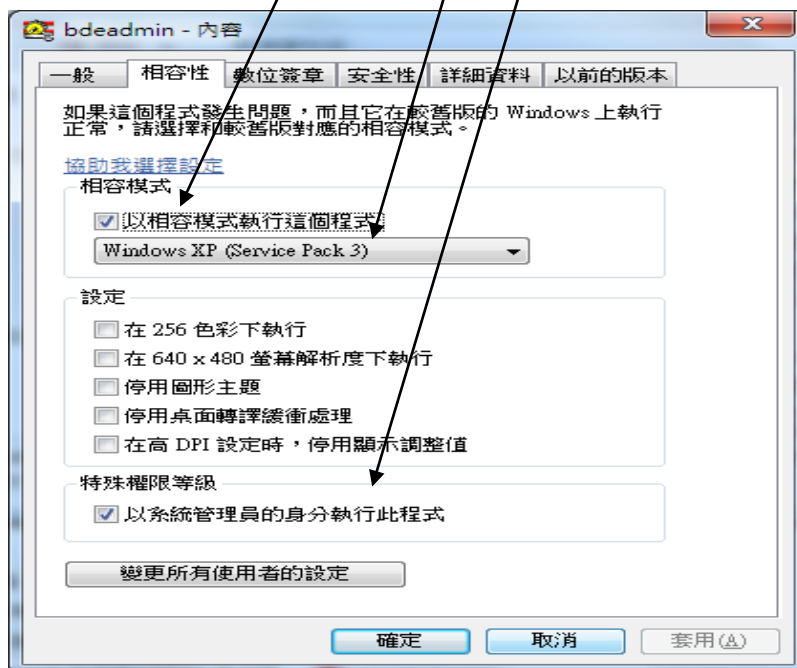 bdeadmin - 內容
一般 相容性 數位簽章 安全性 詳細資料 以前的版本
如果這個程式發生問題，而且它在較舊版的 Windows 上執行
正常，請選擇和較舊版對應的相容模式。
協助我選擇設定
相容模式
以相容模式執行這個程式:
Windows XP (Service Pack 3)
設定
在 256 色彩下執行
在 640 x 480 螢幕解析度下執行
停用圖形主題
停用桌面轉譯緩衝處理
在高 DPI 設定時，停用顯示調整值
特殊權限等級
以系統管理員的身分執行此程式
變更所有使用者的設定
確定 取消 套用(A)